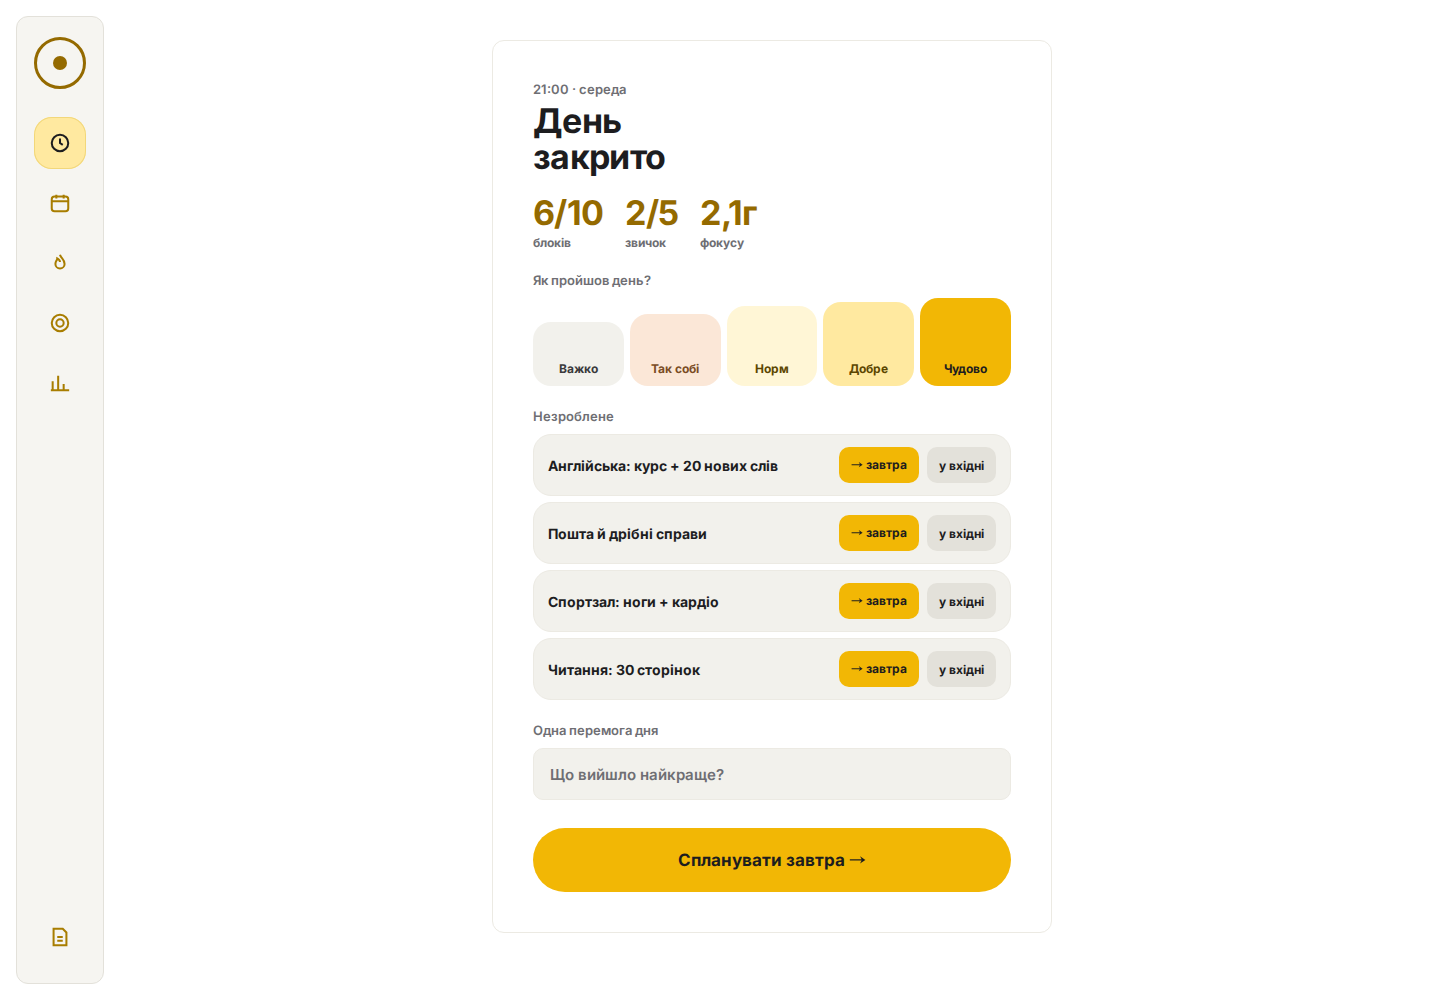 21:00 · середа
День
закрито
6/10 2/5 2,1г
блоків звичок фокусу
Як пройшов день?
Важко Так собі Норм Добре Чудово
Незроблене
Англійська: курс + 20 нових слів → завтра у вхідні
Пошта й дрібні справи → завтра у вхідні
Спортзал: ноги + кардіо → завтра у вхідні
Читання: 30 сторінок → завтра у вхідні
Одна перемога дня
Що вийшло найкраще?
Спланувати завтра →